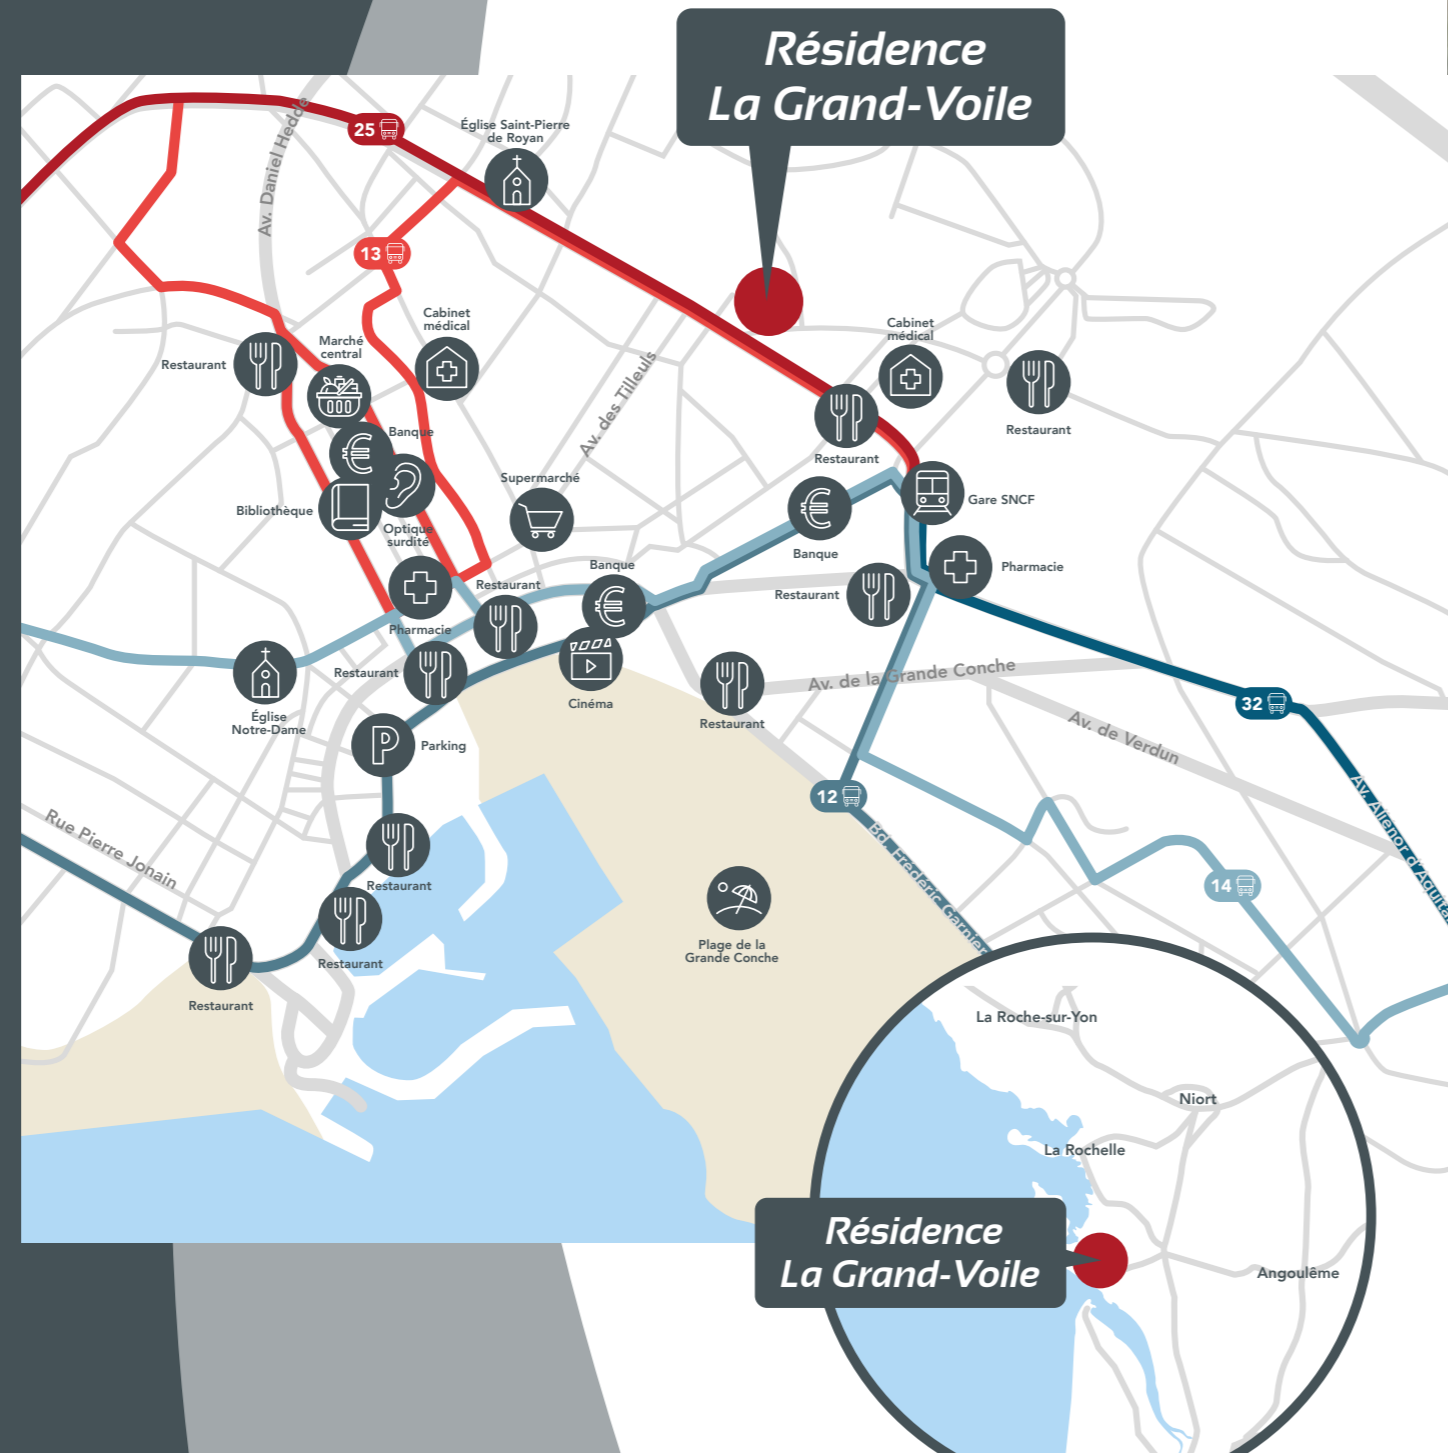 Résidence
La Grand-Voile
25
Église Saint-Pierre
de Royan
Av. Daniel Hedde
13
Cabinet
médical
Marché
central
Restaurant
Banque
Av. des Tilleuls
Cabinet
médical
Restaurant
Restaurant
Supermarché
Bibliothèque
Optique
surdité
Gare SNCF
Banque
Banque
Pharmacie
Restaurant
Restaurant
Pharmacie
Restaurant
Av. de la Grande Conche
Église
Notre-Dame
Cinéma
Restaurant
32
P
Parking
Av. de Verdun
12
Rue Pierre Jonain
Av. Aliénor d'Aquita
Bd. Frédéric Garnier
14
Restaurant
Restaurant
Plage de la
Grande Conche
Restaurant
La Roche-sur-Yon
Niort
La Rochelle
Résidence
La Grand-Voile
Angoulême